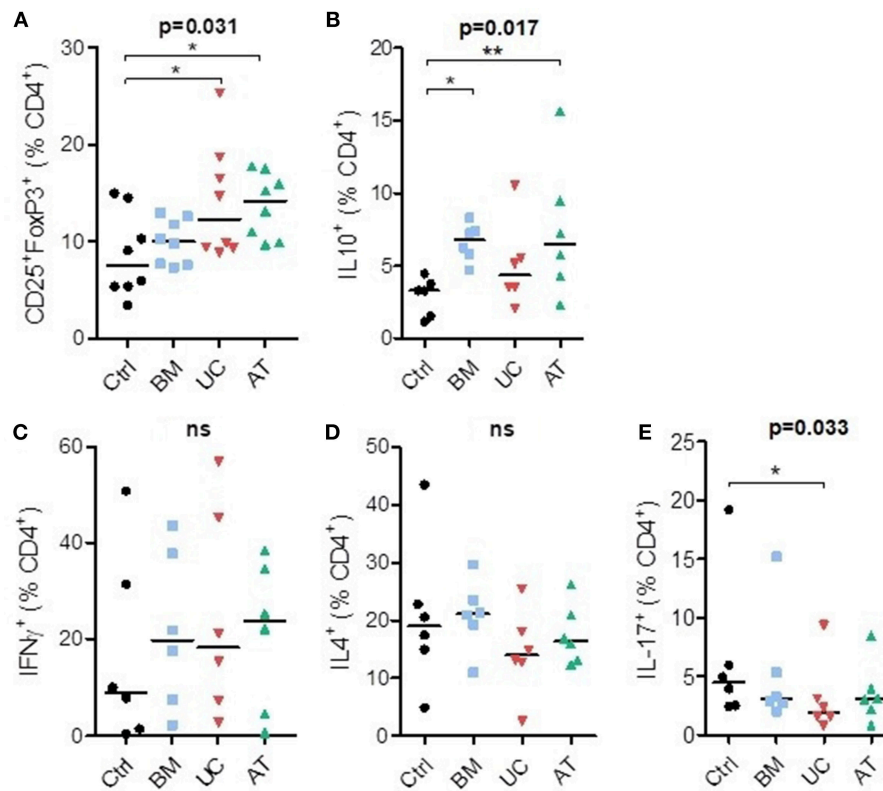 A
p=0.031
*
*
CD25⁺FoxP3⁺ (% CD4⁺)
30
20
10
0
Ctrl
BM
UC
AT
B
p=0.017
**
*
IL10⁺ (% CD4⁺)
20
15
10
5
0
Ctrl
BM
UC
AT
C
ns
IFNγ⁺ (% CD4⁺)
60
40
20
0
Ctrl
BM
UC
AT
D
ns
IL4⁺ (% CD4⁺)
50
40
30
20
10
0
Ctrl
BM
UC
AT
E
p=0.033
*
IL-17⁺ (% CD4⁺)
25
20
15
10
5
0
Ctrl
BM
UC
AT